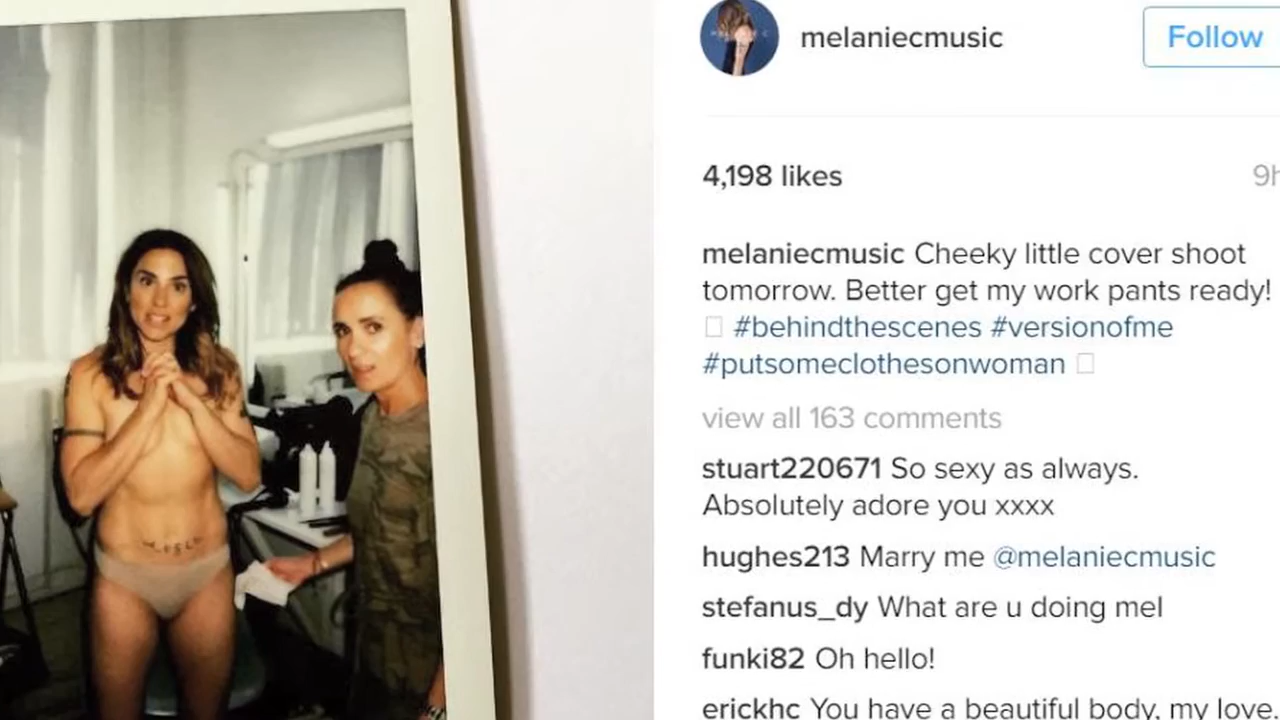 melaniecmusic
Follow
4,198 likes
9h
melaniecmusic Cheeky little cover shoot
tomorrow. Better get my work pants ready!
#behindthescenes #versionofme
#putsomeclothesonwoman
view all 163 comments
stuart220671 So sexy as always.
Absolutely adore you xxxx
hughes213 Marry me @melaniecmusic
stefanus_dy What are u doing mel
funki82 Oh hello!
erickhc You have a beautiful body, my love.